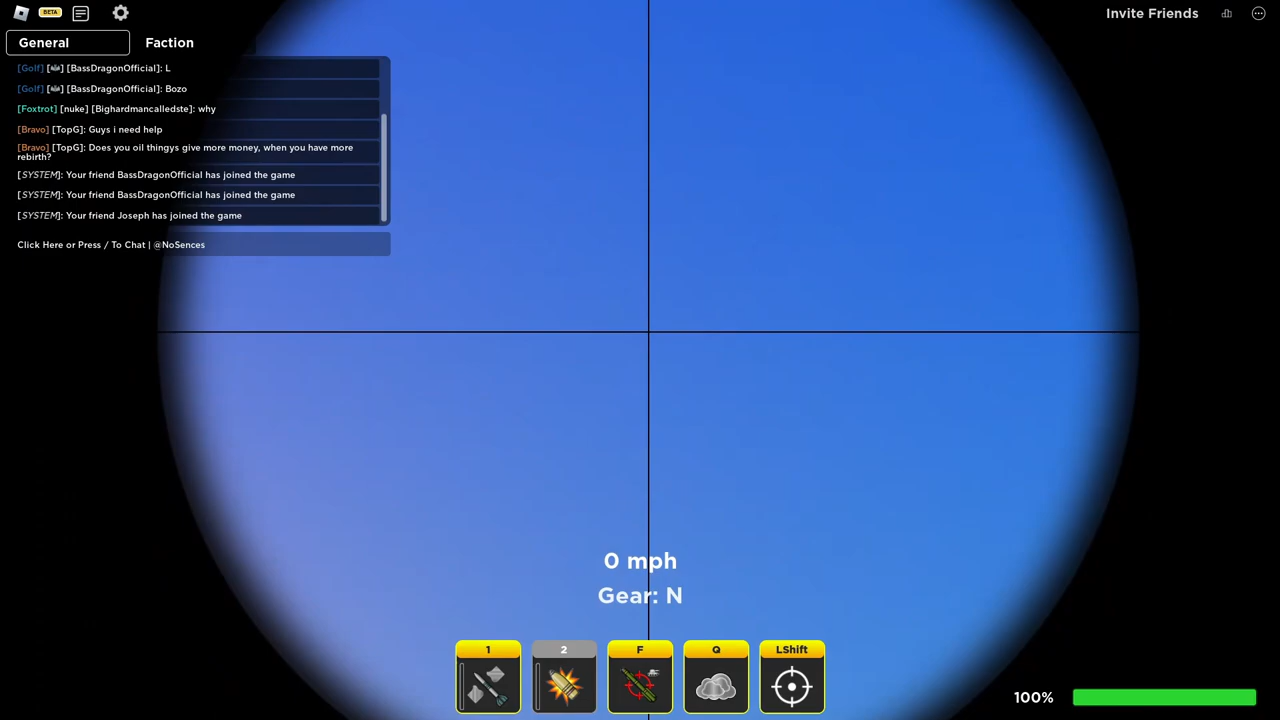 BETA
Invite Friends
General
Faction
[Golf] [BassDragonOfficial]: L
[Golf] [BassDragonOfficial]: Bozo
[Foxtrot] [nuke] [Bighardmancalledste]: why
[Bravo] [TopG]: Guys i need help
[Bravo] [TopG]: Does you oil thingys give more money, when you have more
rebirth?
[SYSTEM]: Your friend BassDragonOfficial has joined the game
[SYSTEM]: Your friend BassDragonOfficial has joined the game
[SYSTEM]: Your friend Joseph has joined the game
Click Here or Press / To Chat | @NoSences
0 mph
Gear: N
1
2
F
Q
LShift
100%